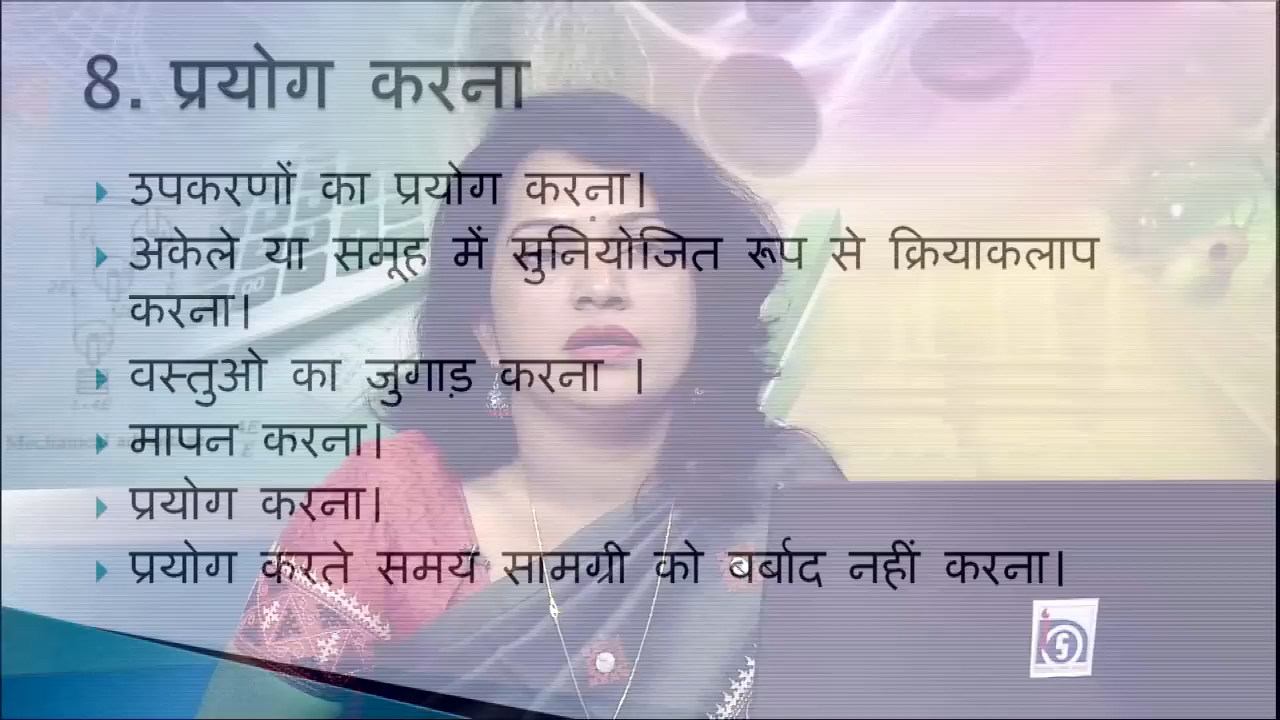 8. प्रयोग करना
उपकरणों का प्रयोग करना।
अकेले या समूह में सुनियोजित रूप से क्रियाकलाप
करना।
वस्तुओ का जुगाड़ करना ।
मापन करना।
प्रयोग करना।
प्रयोग करते समय सामग्री को बर्बाद नहीं करना।